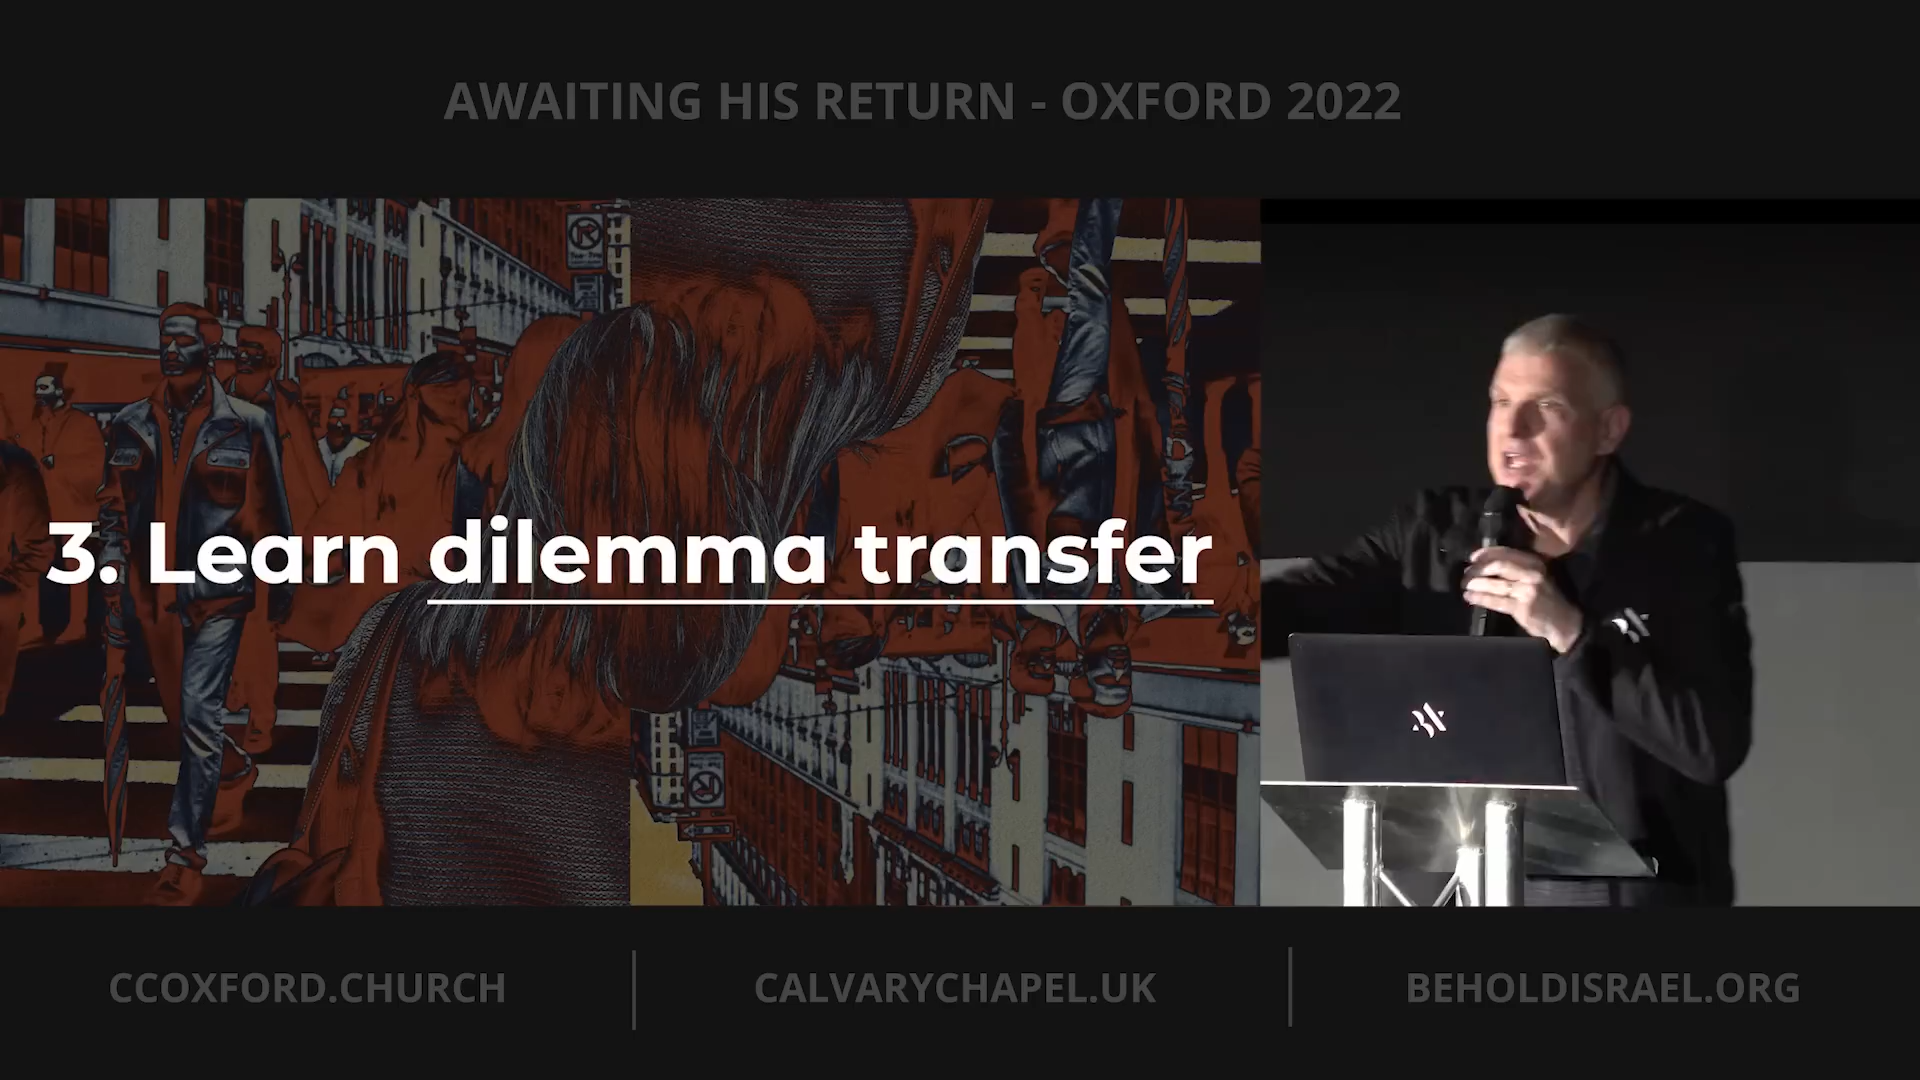 AWAITING HIS RETURN - OXFORD 2022
3. Learn dilemma transfer
CCOXFORD.CHURCH
CALVARYCHAPEL.UK
BEHOLDISRAEL.ORG